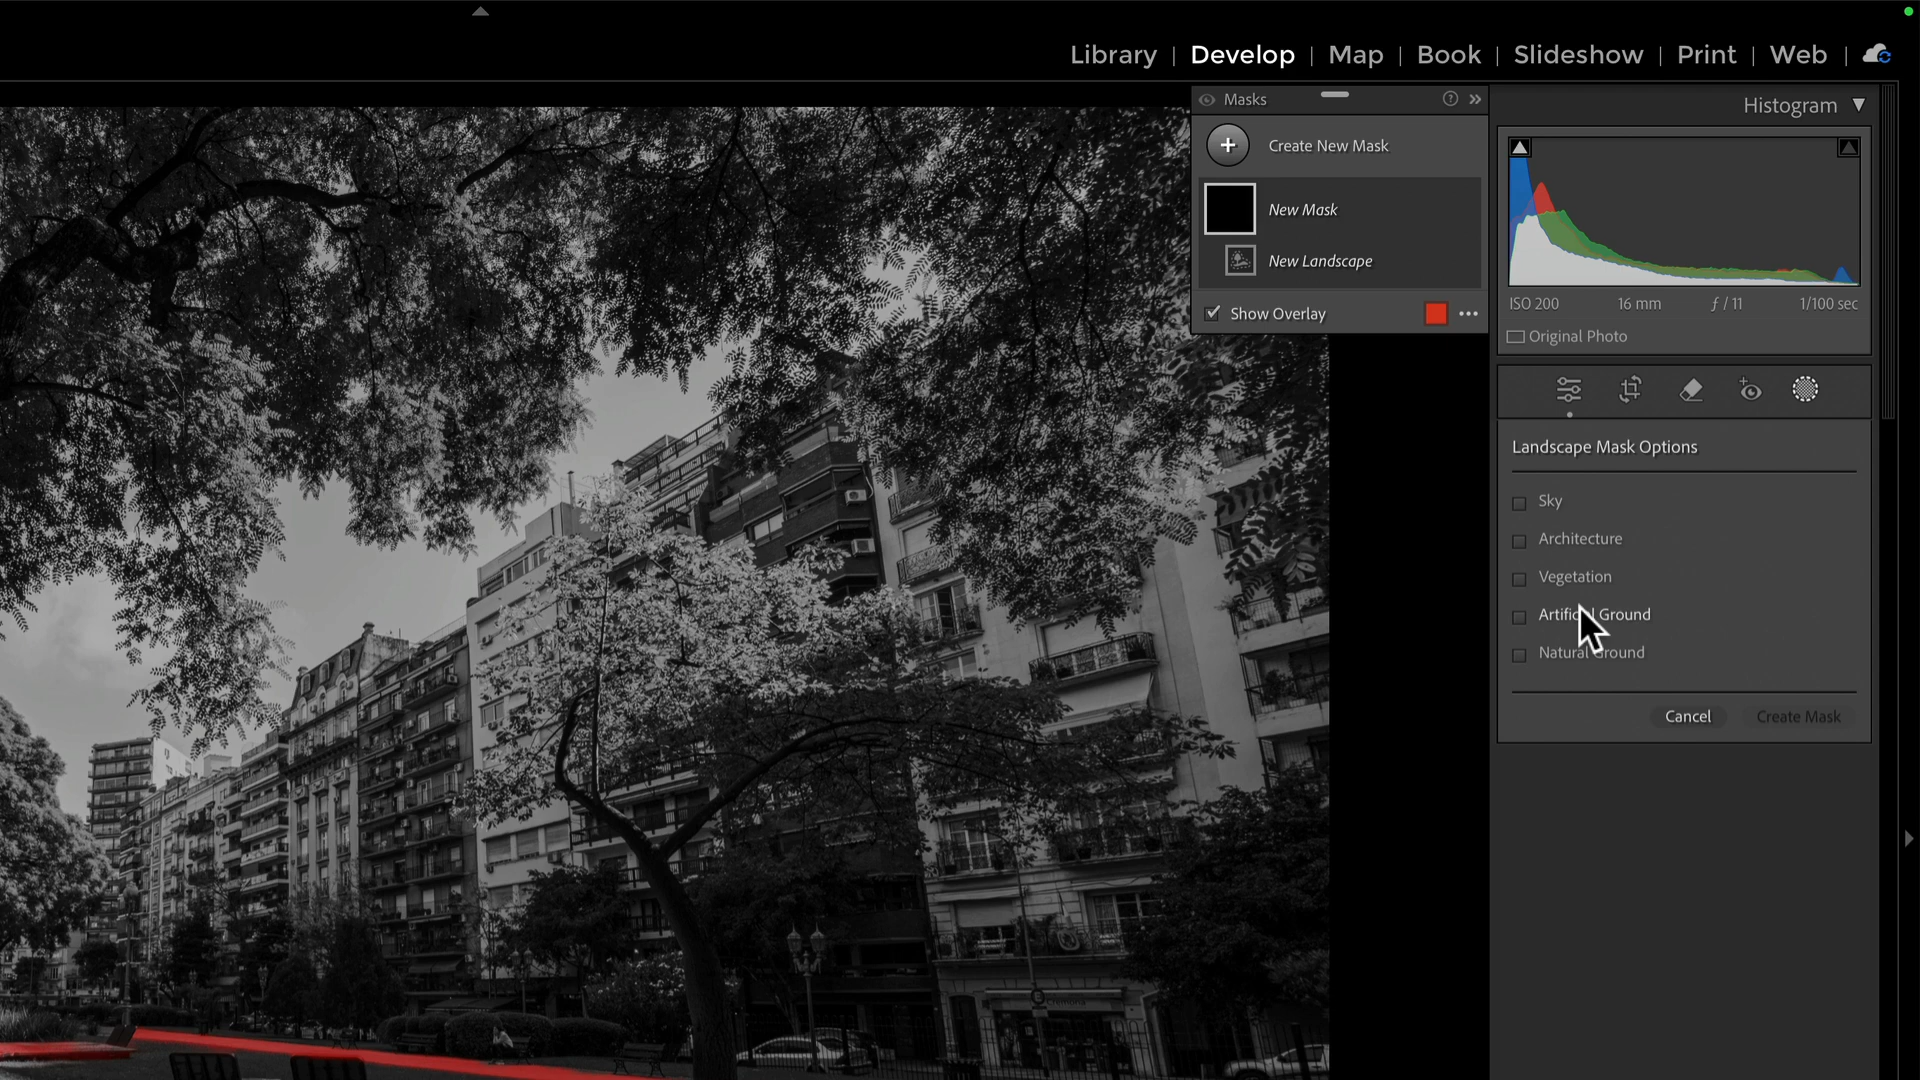 Library | Develop | Map | Book | Slideshow | Print | Web
Masks
Create New Mask
New Mask
New Landscape
Show Overlay
Histogram
ISO 200 16 mm ƒ / 11 1/100 sec
Original Photo
Landscape Mask Options
Sky
Architecture
Vegetation
Artificial Ground
Natural Ground
Cancel Create Mask